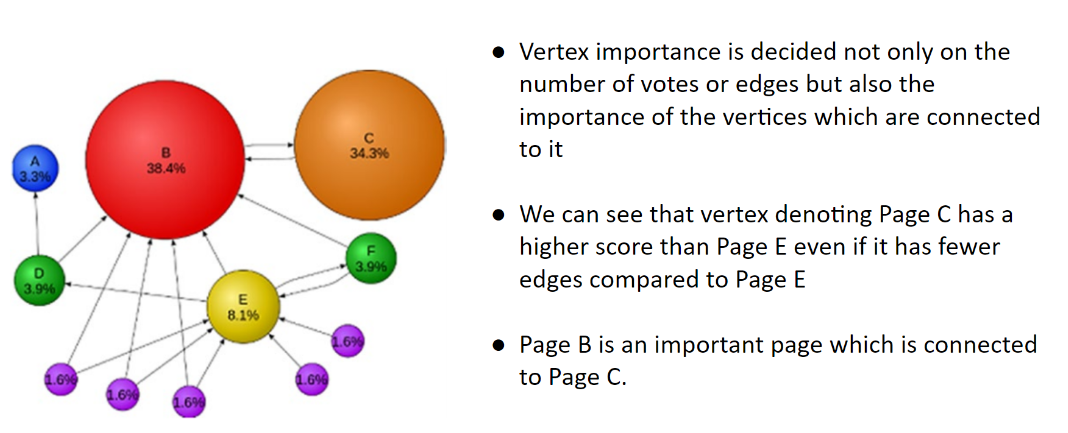 B
38.4%
C
34.3%
A
3.3%
F
3.9%
D
3.9%
E
8.1%
1.6%
1.6%
1.6%
1.6%
1.6%
● Vertex importance is decided not only on the
number of votes or edges but also the
importance of the vertices which are connected
to it
● We can see that vertex denoting Page C has a
higher score than Page E even if it has fewer
edges compared to Page E
● Page B is an important page which is connected
to Page C.